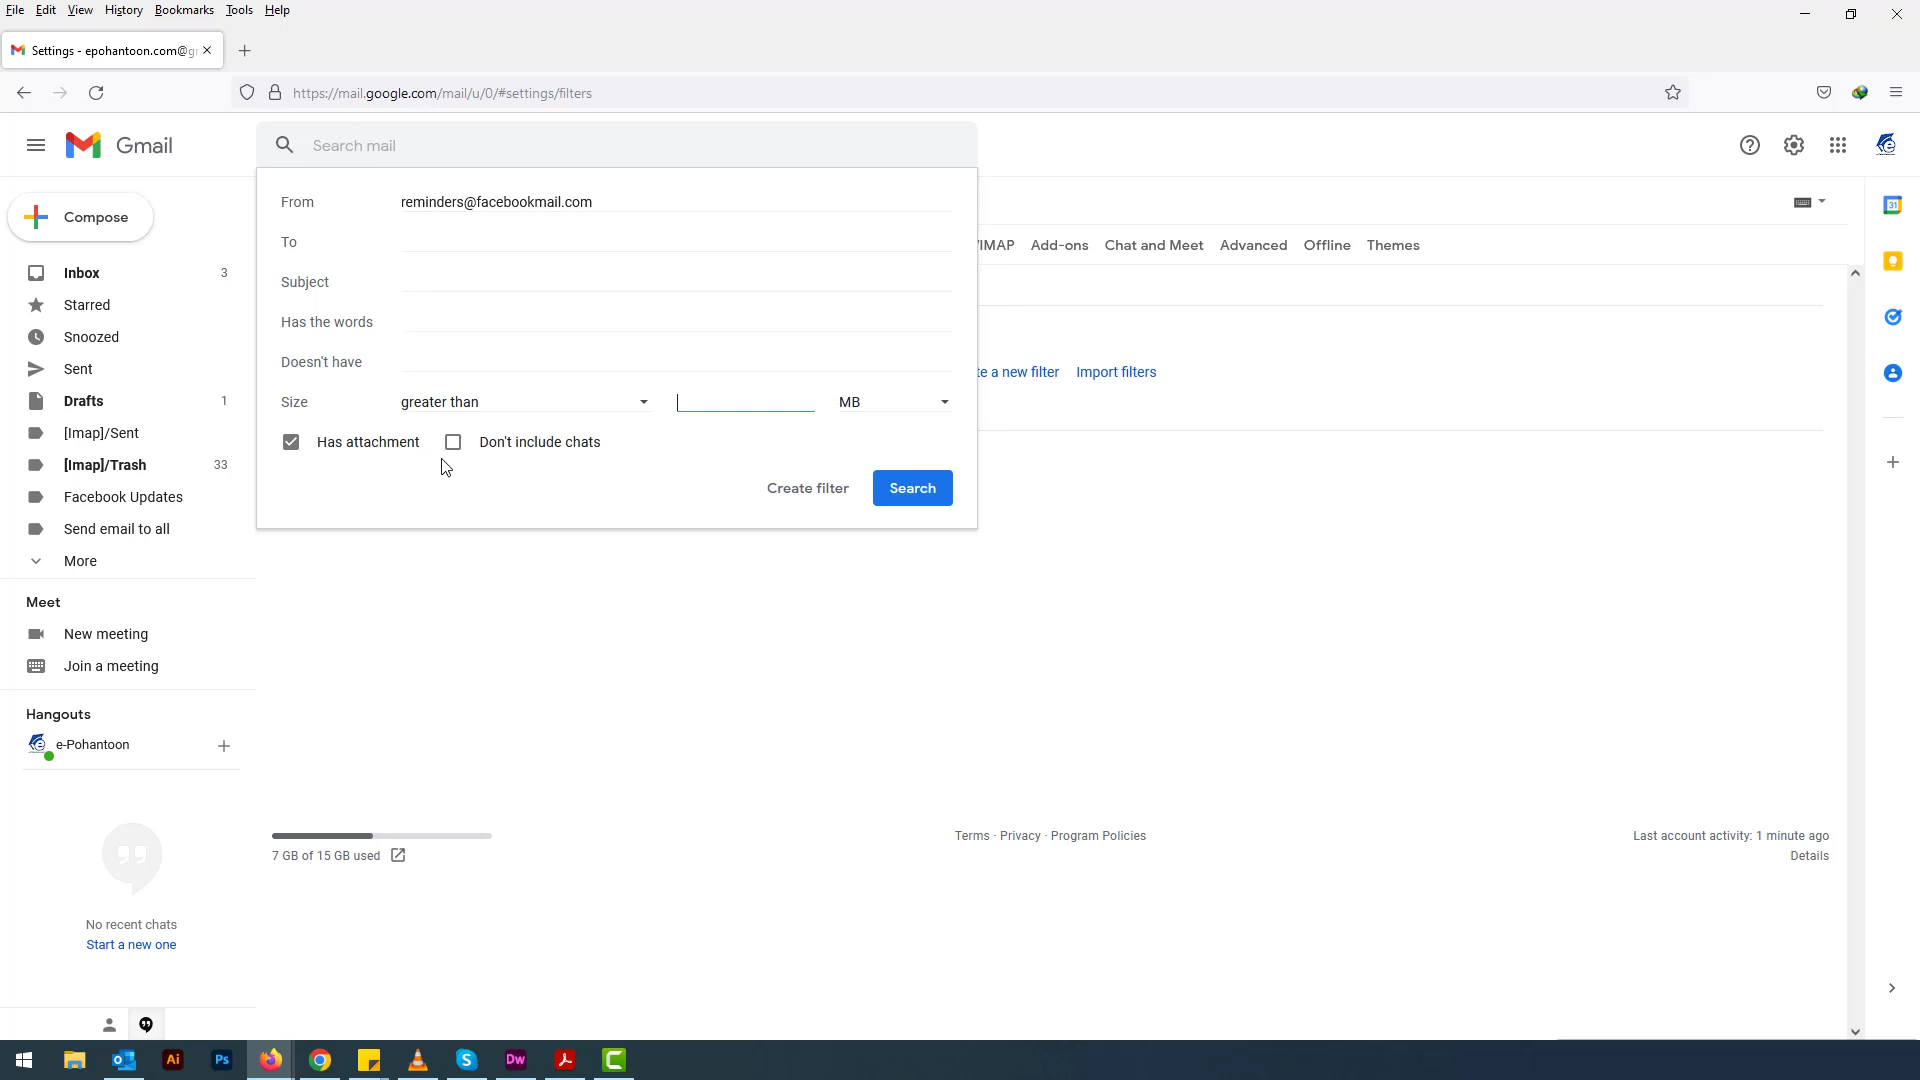 File Edit View History Bookmarks Tools Help
Settings - epohantoon.com@g
https://mail.google.com/mail/u/0/#settings/filters
Gmail
Search mail
Compose
Inbox 3
Starred
Snoozed
Sent
Drafts 1
[Imap]/Sent
[Imap]/Trash 33
Facebook Updates
Send email to all
More
Meet
New meeting
Join a meeting
Hangouts
e-Pohantoon
No recent chats
Start a new one
From reminders@facebookmail.com
To
Subject
Has the words
Doesn't have
Size greater than MB
Has attachment Don't include chats
Create filter Search
/IMAP Add-ons Chat and Meet Advanced Offline Themes
te a new filter Import filters
31
7 GB of 15 GB used
Terms · Privacy · Program Policies
Last account activity: 1 minute ago
Details
Ai Ps Dw